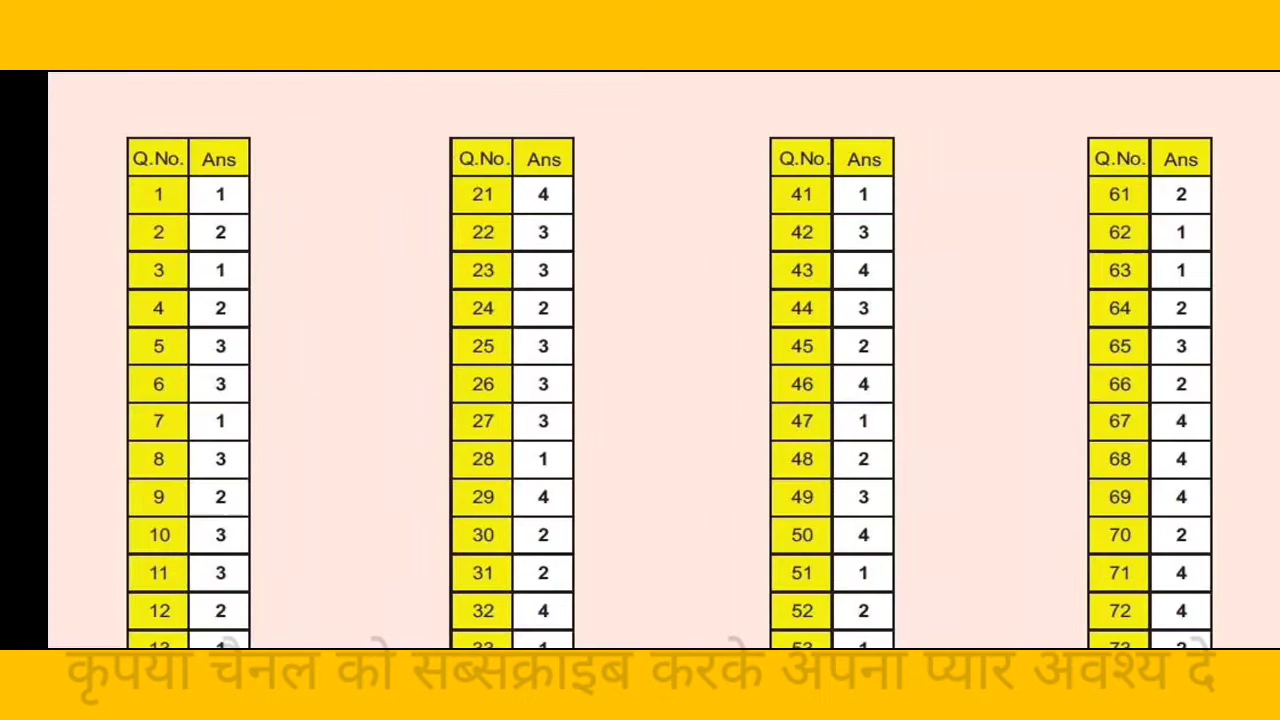 Q.No. Ans Q.No. Ans Q.No. Ans Q.No. Ans
1 1 21 4 41 1 61 2
2 2 22 3 42 3 62 1
3 1 23 3 43 4 63 1
4 2 24 2 44 3 64 2
5 3 25 3 45 2 65 3
6 3 26 3 46 4 66 2
7 1 27 3 47 1 67 4
8 3 28 1 48 2 68 4
9 2 29 4 49 3 69 4
10 3 30 2 50 4 70 2
11 3 31 2 51 1 71 4
12 2 32 4 52 2 72 4
कृपया चैनल को सब्सक्राइब करके अपना प्यार अवश्य दे